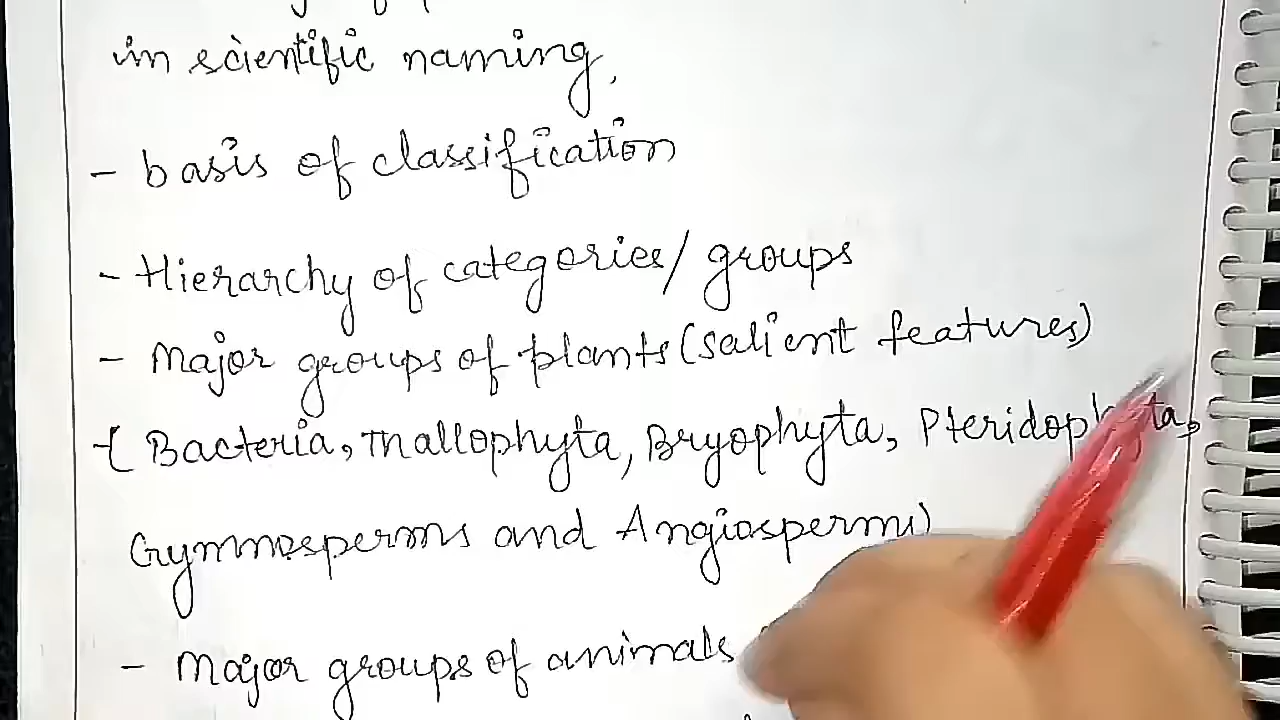 in scientific naming,
- basis of classification
- Hierarchy of categories/groups
- Major groups of plants (salient features)
- ( Bacteria, Thallophyta, Bryophyta, Pteridophyta,
Gymnosperms and Angiosperms)
- Major groups of animals